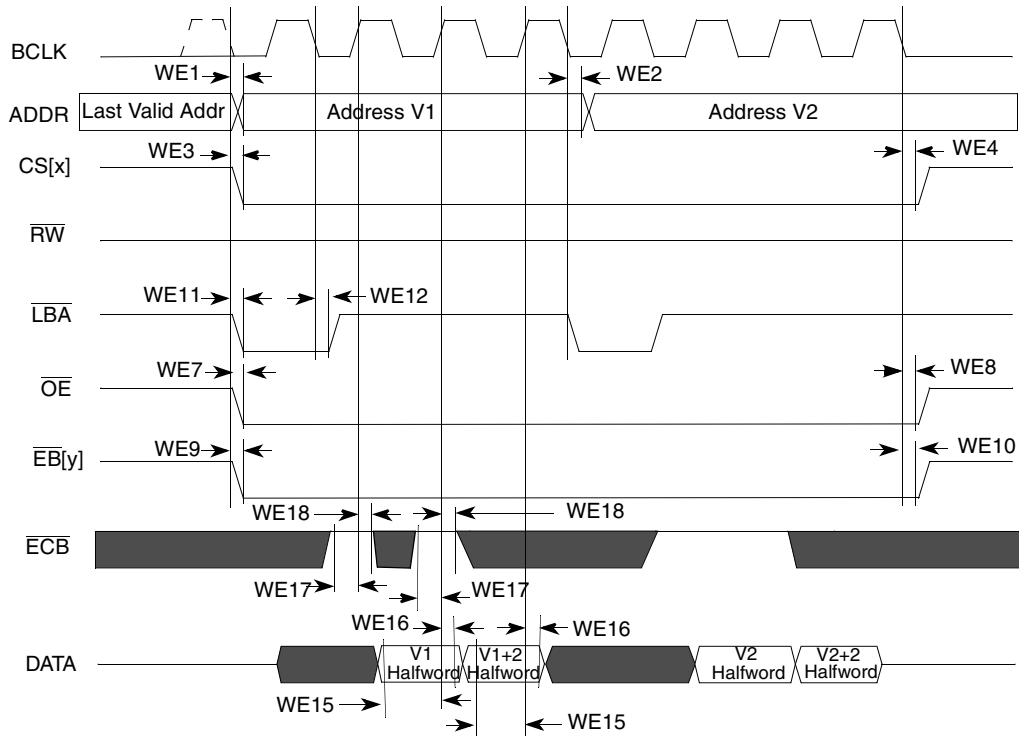 BCLK
WE1
WE2
ADDR
Last Valid Addr
Address V1
Address V2
CS[x]
WE3
WE4
RW
LBA
WE11
WE12
OE
WE7
WE8
EB[y]
WE9
WE10
WE18
WE18
ECB
WE17
WE17
WE16
WE16
DATA
V1
Halfword
V1+2
Halfword
V2
Halfword
V2+2
Halfword
WE15
WE15